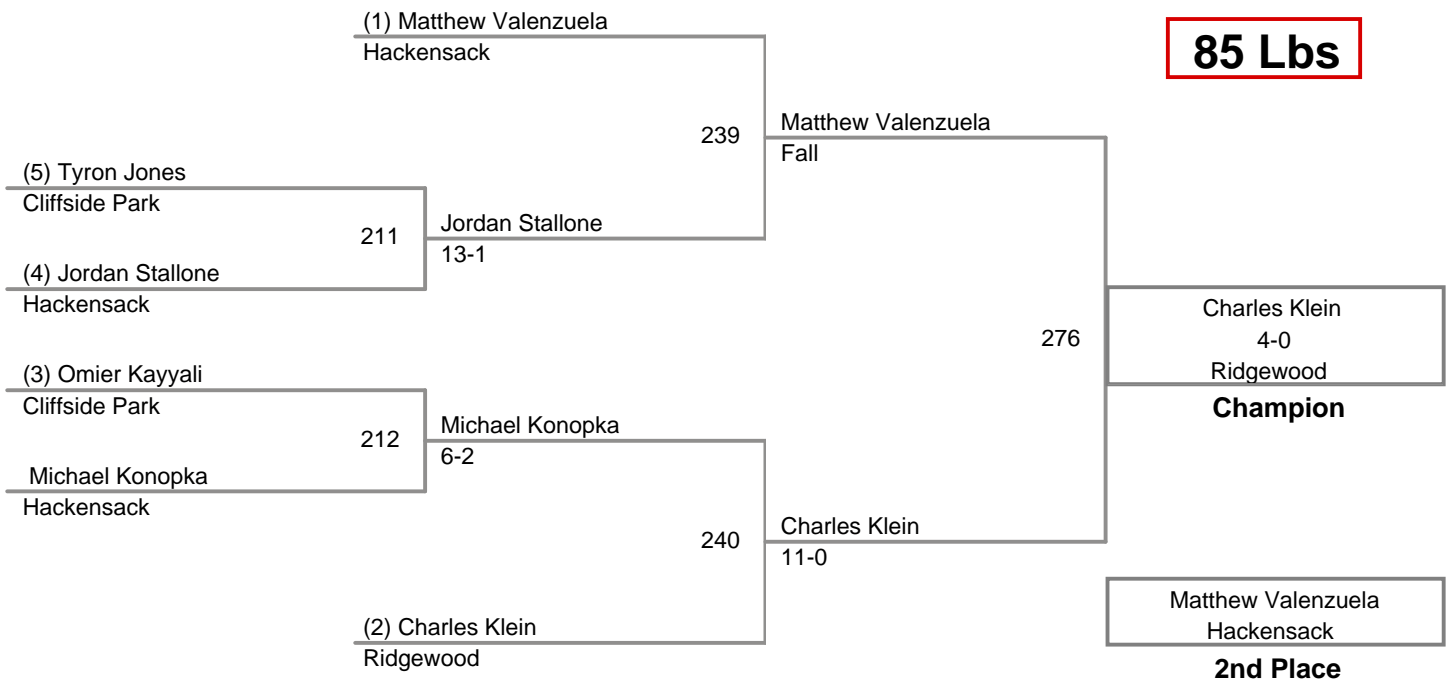 (1) Matthew Valenzuela
Hackensack
85 Lbs
239
Matthew Valenzuela
Fall
(5) Tyron Jones
Cliffside Park
211
Jordan Stallone
13-1
(4) Jordan Stallone
Hackensack
276
Charles Klein
4-0
Ridgewood
Champion
(3) Omier Kayyali
Cliffside Park
212
Michael Konopka
6-2
Michael Konopka
Hackensack
240
Charles Klein
11-0
(2) Charles Klein
Ridgewood
Matthew Valenzuela
Hackensack
2nd Place